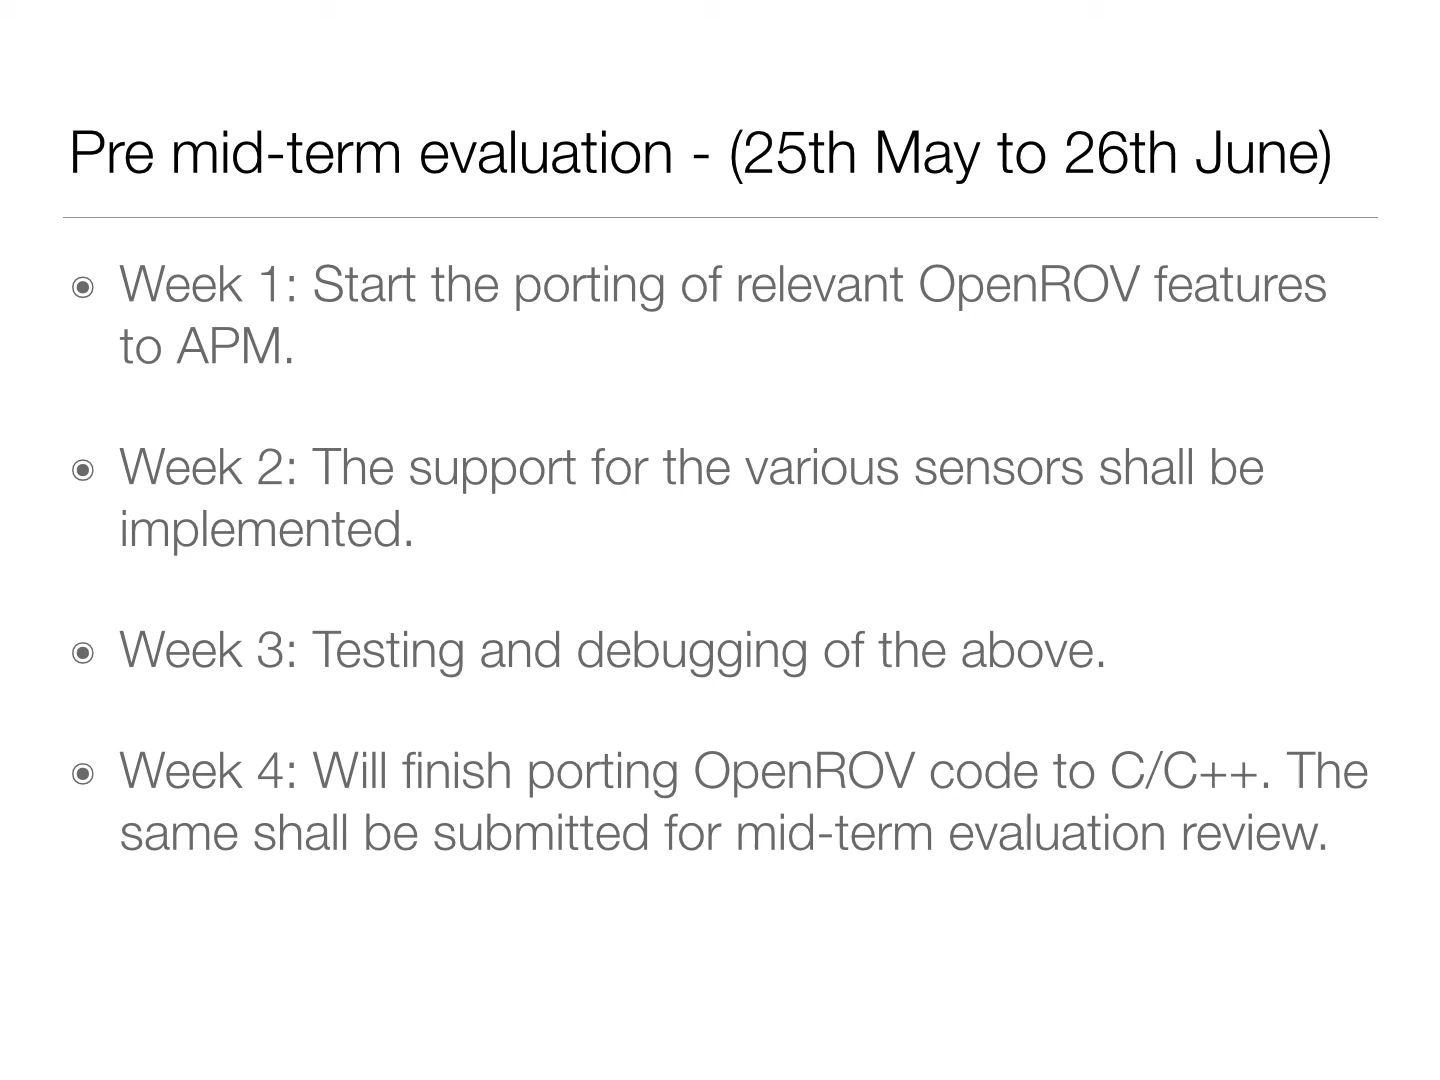 Pre mid-term evaluation - (25th May to 26th June)
Week 1: Start the porting of relevant OpenROV features
to APM.
Week 2: The support for the various sensors shall be
implemented.
Week 3: Testing and debugging of the above.
Week 4: Will finish porting OpenROV code to C/C++. The
same shall be submitted for mid-term evaluation review.